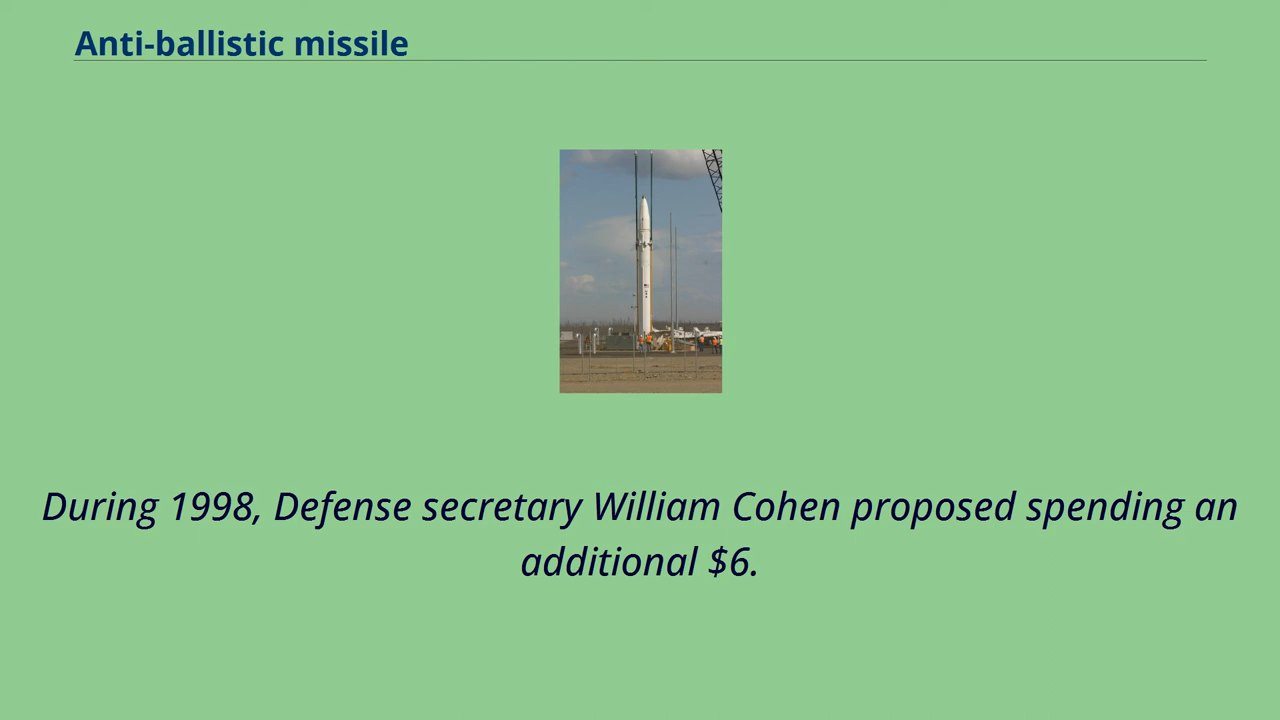 Anti-ballistic missile
During 1998, Defense secretary William Cohen proposed spending an
additional $6.